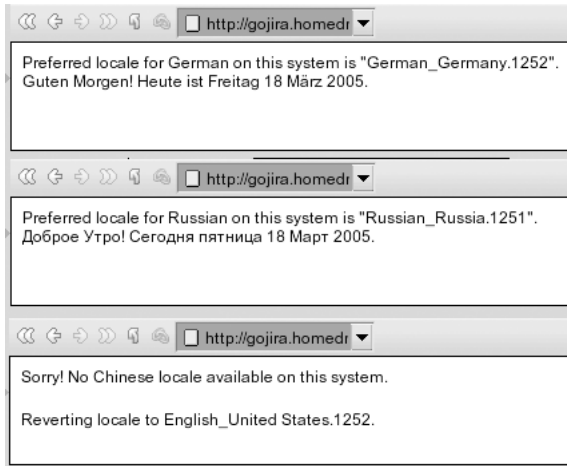 http://gojira.homedr
Preferred locale for German on this system is "German_Germany.1252".
Guten Morgen! Heute ist Freitag 18 März 2005.
http://gojira.homedr
Preferred locale for Russian on this system is "Russian_Russia.1251".
Доброе Утро! Сегодня пятница 18 Март 2005.
http://gojira.homedr
Sorry! No Chinese locale available on this system.
Reverting locale to English_United States.1252.